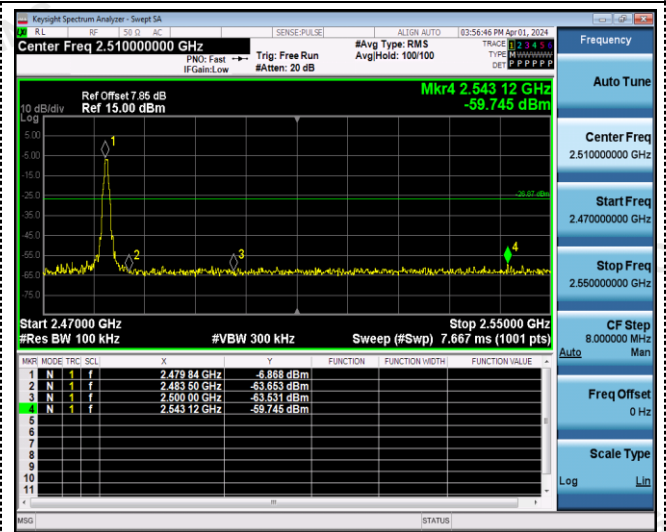 Keysight Spectrum Analyzer - Swept SA
RL RF 50 Ω AC SENSE:PULSE ALIGN AUTO 03:56:46 PM Apr 01, 2024
Center Freq 2.510000000 GHz
PNO: Fast
IFGain:Low
Trig: Free Run
#Atten: 20 dB
#Avg Type: RMS
Avg|Hold: 100/100
TRACE 1 2 3 4 5 6
TYPE M WWWWW
DET P P P P P P
Frequency
Mkr4 2.543 12 GHz
-59.745 dBm
Ref Offset 7.85 dB
Ref 15.00 dBm
10 dB/div
Log
5.00
-5.00
-15.0
-25.0
-35.0
-45.0
-55.0
-65.0
-75.0
1
2
3
4
-26.87 dBm
Start 2.47000 GHz Stop 2.55000 GHz
#Res BW 100 kHz #VBW 300 kHz Sweep (#Swp) 7.667 ms (1001 pts)
MKR MODE TRC SCL X Y FUNCTION FUNCTION WIDTH FUNCTION VALUE
1 N 1 f 2.479 84 GHz -6.868 dBm
2 N 1 f 2.483 50 GHz -63.653 dBm
3 N 1 f 2.500 00 GHz -63.531 dBm
4 N 1 f 2.543 12 GHz -59.745 dBm
5
6
7
8
9
10
11
MSG STATUS
Auto Tune
Center Freq
2.510000000 GHz
Start Freq
2.470000000 GHz
Stop Freq
2.550000000 GHz
CF Step
8.000000 MHz
Auto Man
Freq Offset
0 Hz
Scale Type
Log Lin